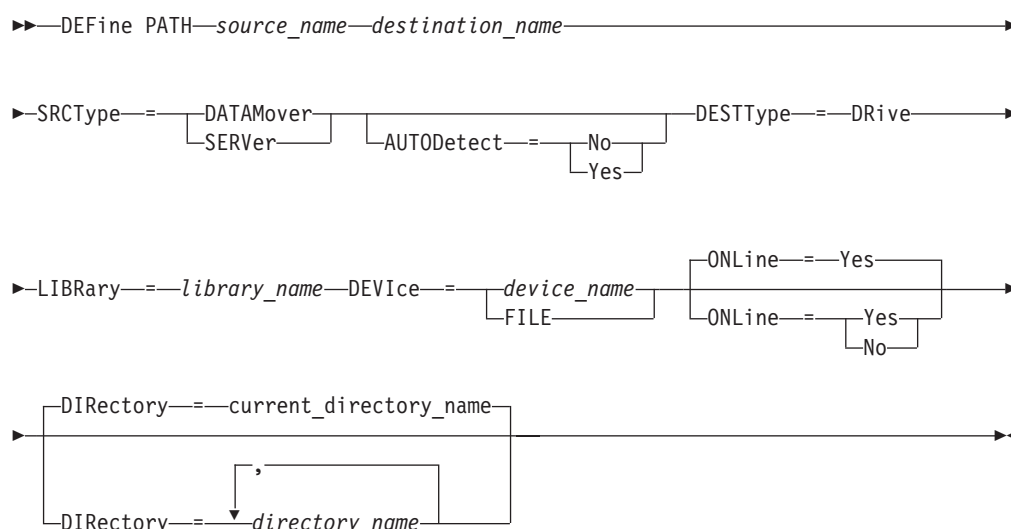 DEFine PATH source_name destination_name
SRCType = DATAMover DESTType = DRive
SERVer AUTODetect = No
Yes
ONLine = Yes
LIBRary = library_name DEVIce = device_name
FILE ONLine = Yes
No
DIRectory = current_directory_name
,
DIRectory = directory_name